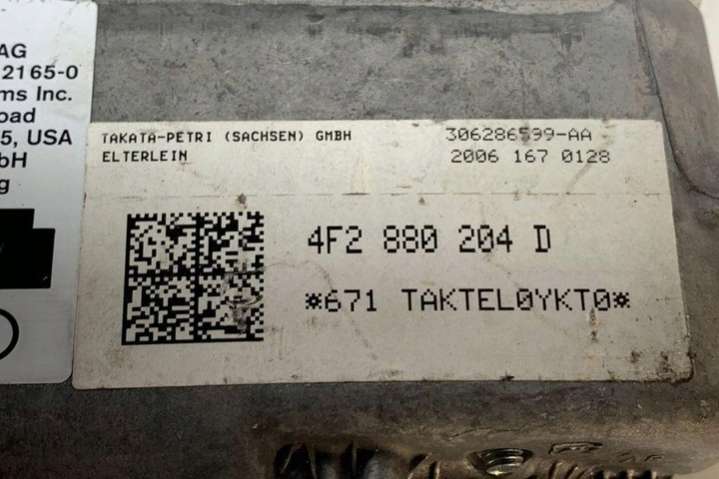 AG
2165-0
ms Inc.
oad
5, USA
bH
g
TAKATA-PETRI (SACHSEN) GMBH
ELTERLEIN
306286599-AA
2006 167 0128
4F2 880 204 D
*671 TAKTEL0YKT0*